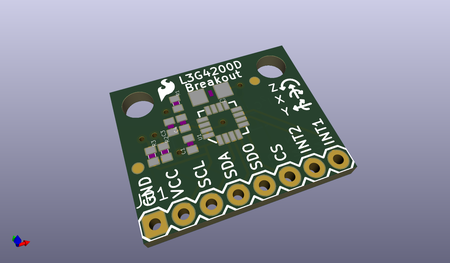 L3G4200D
Breakout
Z
X
Y
GND
VCC
SCL
SDA
SDO
CS
INT2
INT1